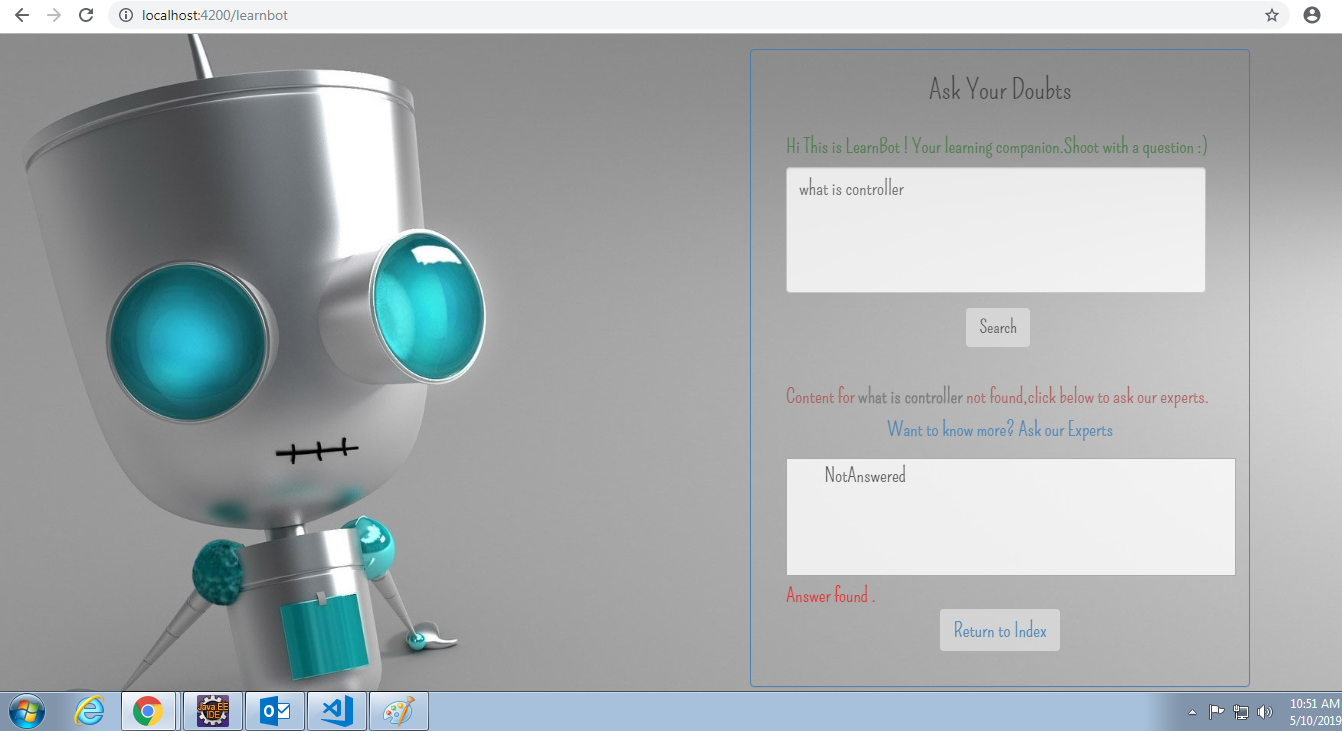 localhost:4200/learnbot
Ask Your Doubts
Hi This is LearnBot ! Your learning companion.Shoot with a question :)
what is controller
Search
Content for what is controller not found,click below to ask our experts.
Want to know more? Ask our Experts
NotAnswered
Answer found .
Return to Index
Java EE
IDE
10:51 AM
5/10/2019